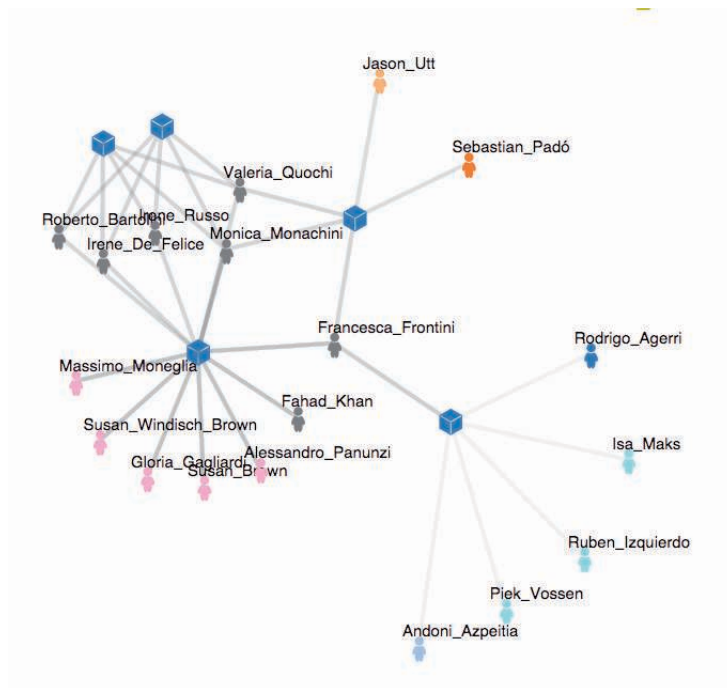 Jason_Utt
Sebastian_Padó
Valeria_Quochi
Roberto_Bartolini
Irene_Russo
Monica_Monachini
Irene_De_Felice
Francesca_Frontini
Rodrigo_Agerri
Massimo_Moneglia
Fahad_Khan
Susan_Windisch_Brown
Isa_Maks
Alessandro_Panunzi
Gloria_Gagliardi
Susan_Brown
Ruben_Izquierdo
Piek_Vossen
Andoni_Azpeitia